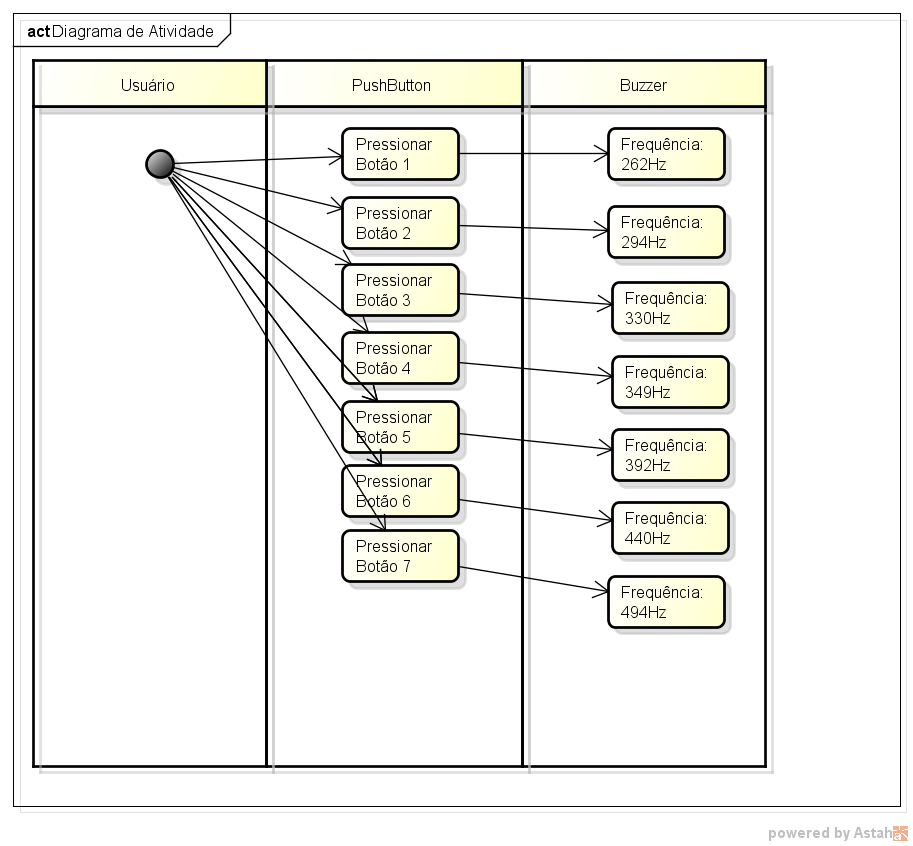 act Diagrama de Atividade
Usuário
PushButton
Buzzer
Pressionar
Botão 1
Frequência:
262Hz
Pressionar
Botão 2
Frequência:
294Hz
Pressionar
Botão 3
Frequência:
330Hz
Pressionar
Botão 4
Frequência:
349Hz
Pressionar
Botão 5
Frequência:
392Hz
Pressionar
Botão 6
Frequência:
440Hz
Pressionar
Botão 7
Frequência:
494Hz
powered by Astah